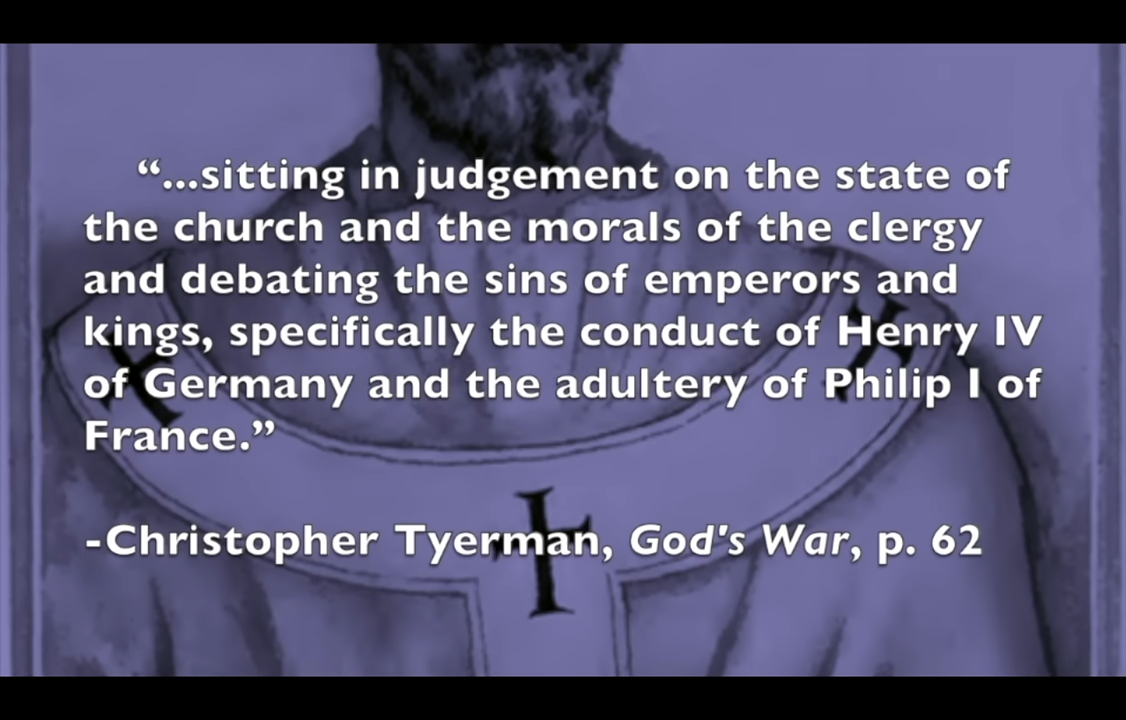 “...sitting in judgement on the state of
the church and the morals of the clergy
and debating the sins of emperors and
kings, specifically the conduct of Henry IV
of Germany and the adultery of Philip I of
France.”
-Christopher Tyerman, God's War, p. 62